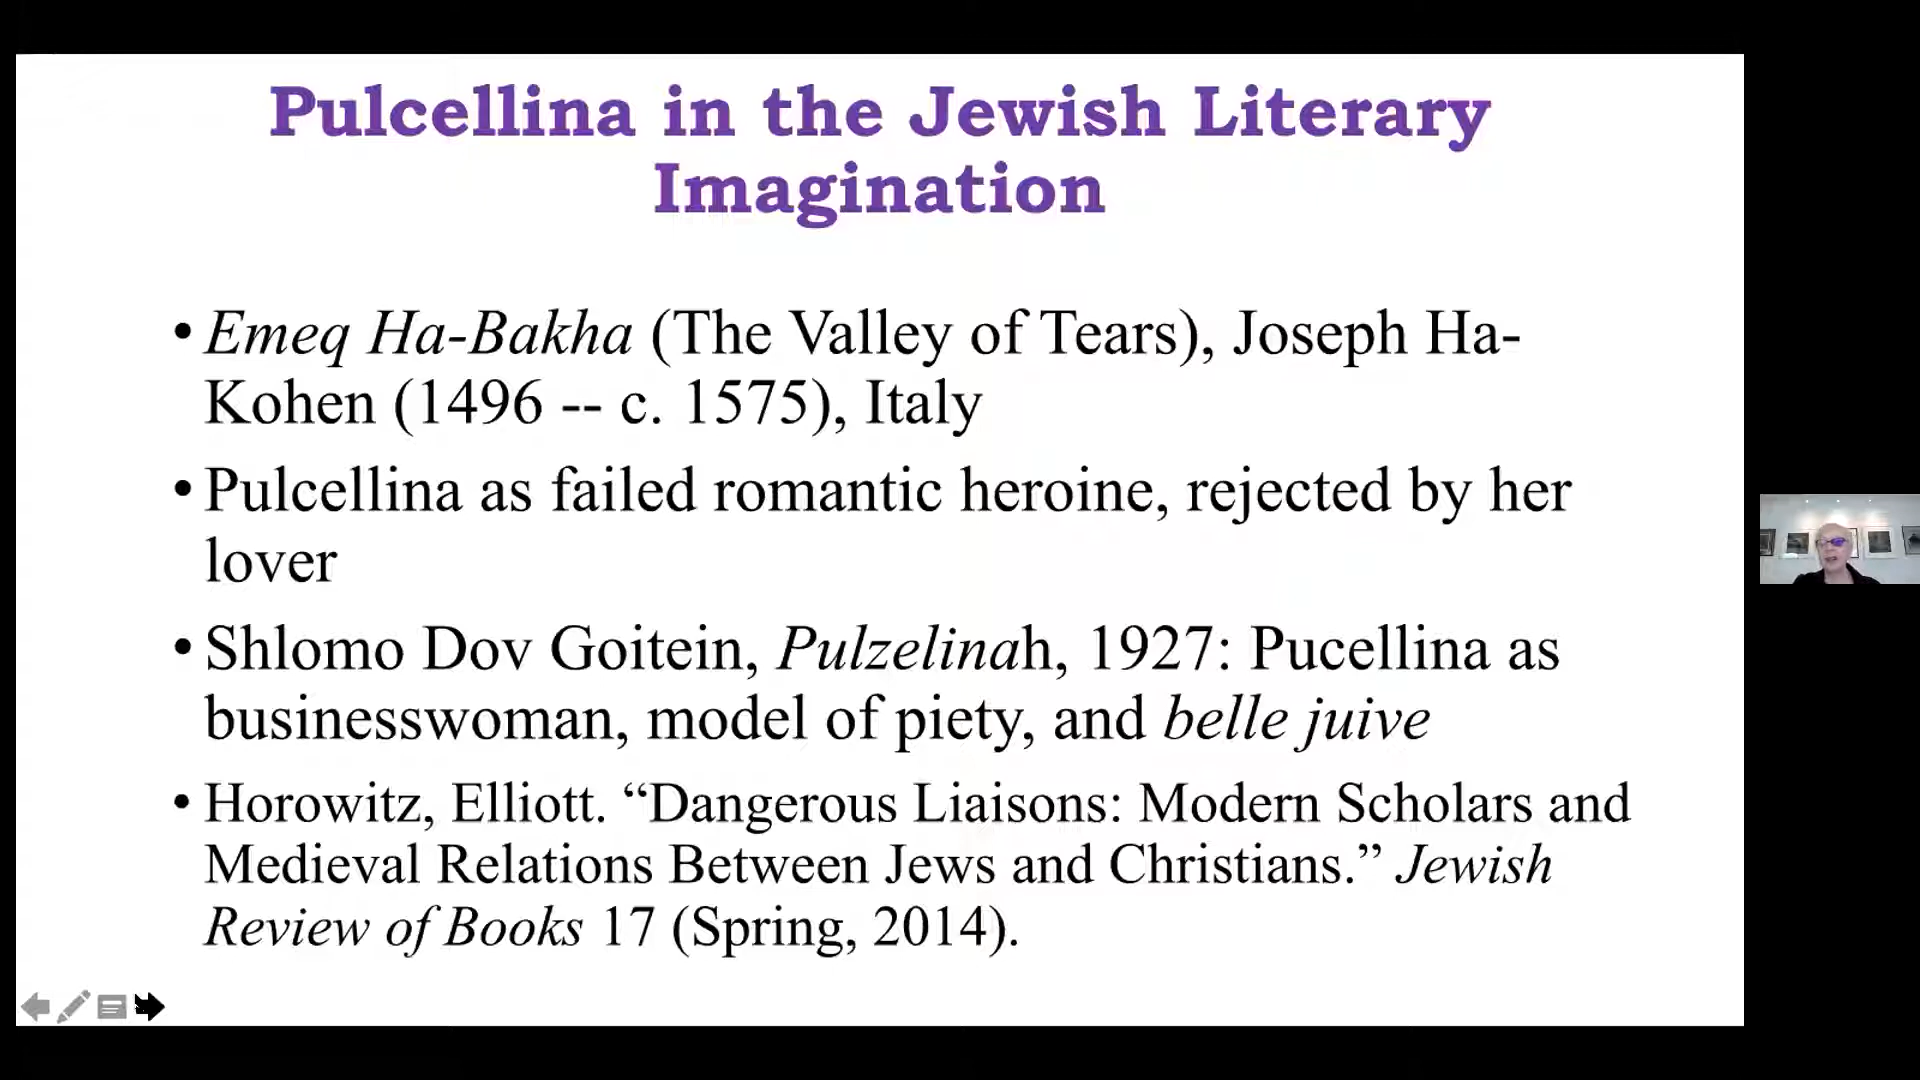 Pulcellina in the Jewish Literary
Imagination
•Emeq Ha-Bakha (The Valley of Tears), Joseph Ha-
Kohen (1496 -- c. 1575), Italy
•Pulcellina as failed romantic heroine, rejected by her
lover
•Shlomo Dov Goitein, Pulzelinah, 1927: Pucellina as
businesswoman, model of piety, and belle juive
•Horowitz, Elliott. “Dangerous Liaisons: Modern Scholars and
Medieval Relations Between Jews and Christians.” Jewish
Review of Books 17 (Spring, 2014).